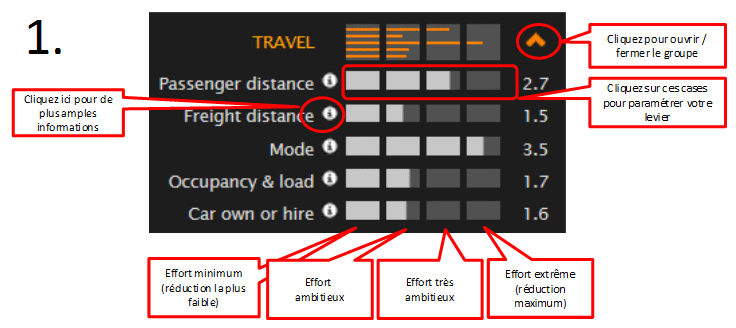 1.
TRAVEL
Cliquez pour ouvrir /
fermer le groupe
Passenger distance 2.7
Cliquez sur ces cases
pour paramétrer votre
levier
Cliquez ici pour de
plus amples
informations
Freight distance 1.5
Mode 3.5
Occupancy & load 1.7
Car own or hire 1.6
Effort minimum
(réduction la plus
faible)
Effort
ambitieux
Effort très
ambitieux
Effort extrême
(réduction
maximum)